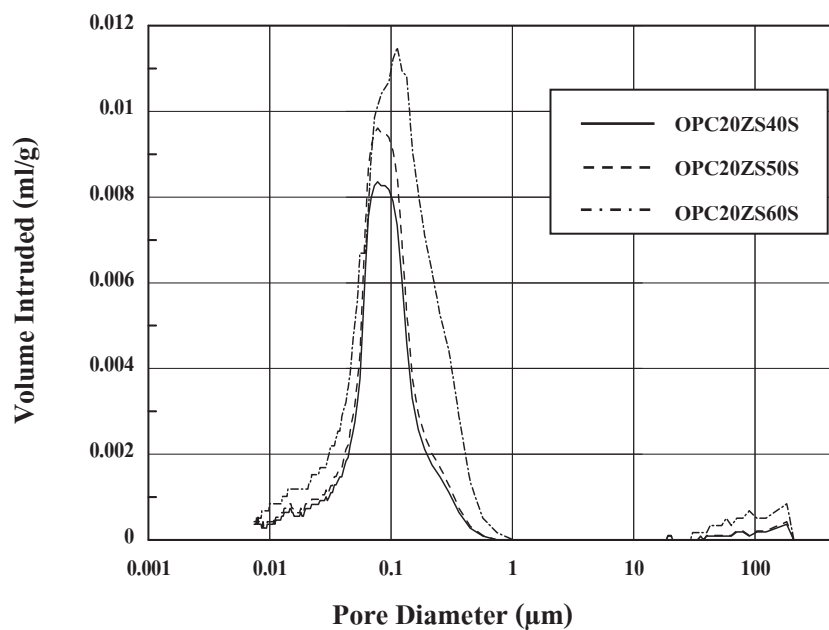 0.012
0.01
0.008
0.006
0.004
0.002
0
Volume Intruded (ml/g)
OPC20ZS40S
OPC20ZS50S
OPC20ZS60S
0.001 0.01 0.1 1 10 100
Pore Diameter (μm)